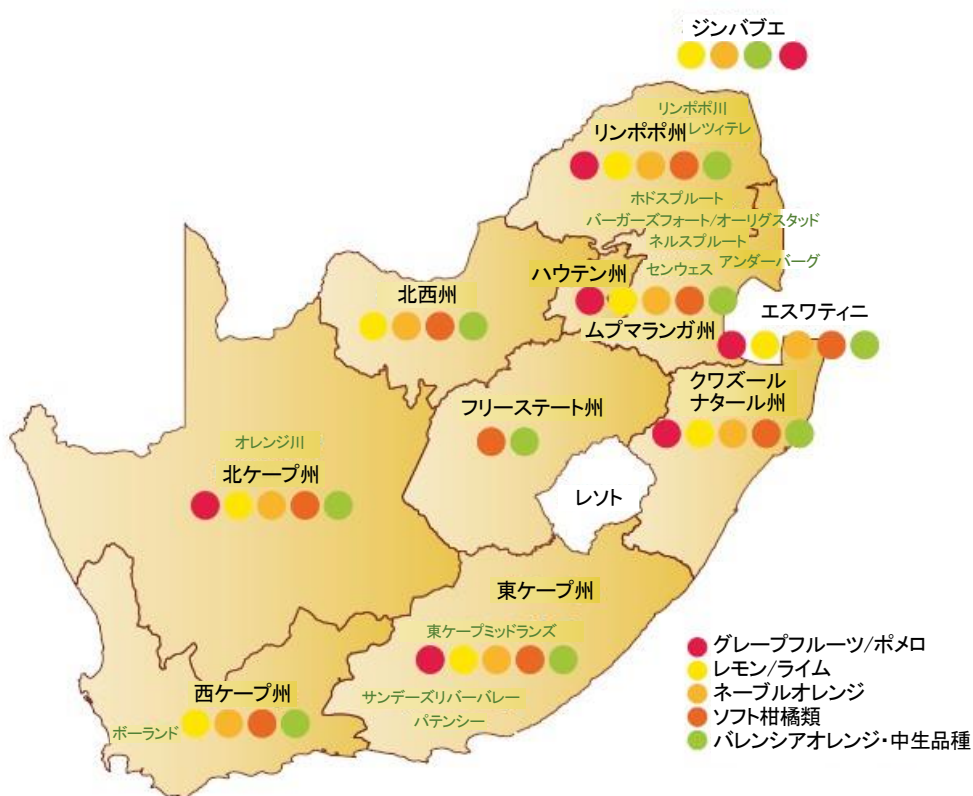 ジンバブエ
リンポポ川
リンポポ州
レツィテレ
ホドスプルート
バーガーズフォート/オーリグスタッド
ネルスプルート
アンダーバーグ
センウェス
ハウテン州
北西州
エスワティニ
ムプマランガ州
クワズール
ナタール州
フリーステート州
オレンジ川
北ケープ州
レソト
東ケープ州
東ケープミッドランズ
サンデーズリバーバレー
パテンシー
西ケープ州
ボーランド
グレープフルーツ/ポメロ
レモン/ライム
ネーブルオレンジ
ソフト柑橘類
バレンシアオレンジ・中生品種